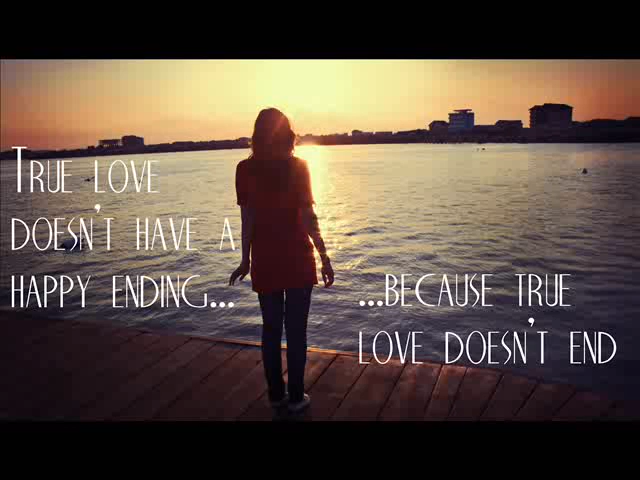 True love
doesn't have a
happy ending...
...because true
love doesn't end